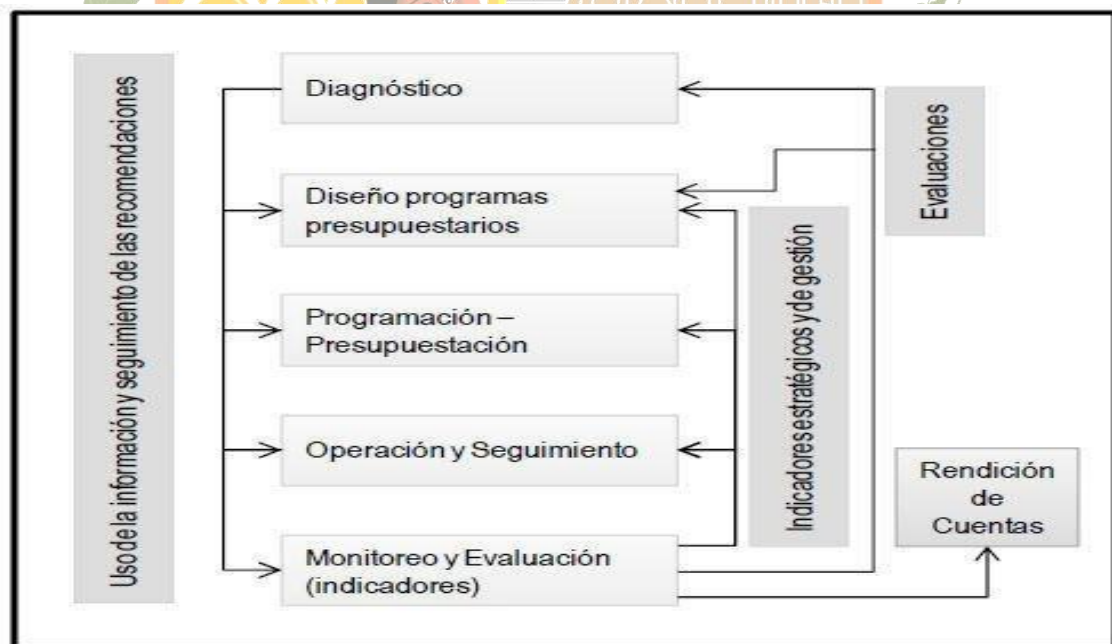 Uso de la información y seguimiento de las recomendaciones
Diagnóstico
Diseño programas
presupuestarios
Programación –
Presupuestación
Operación y Seguimiento
Monitoreo y Evaluación
(indicadores)
Indicadores estratégicos y de gestión
Evaluaciones
Rendición
de
Cuentas